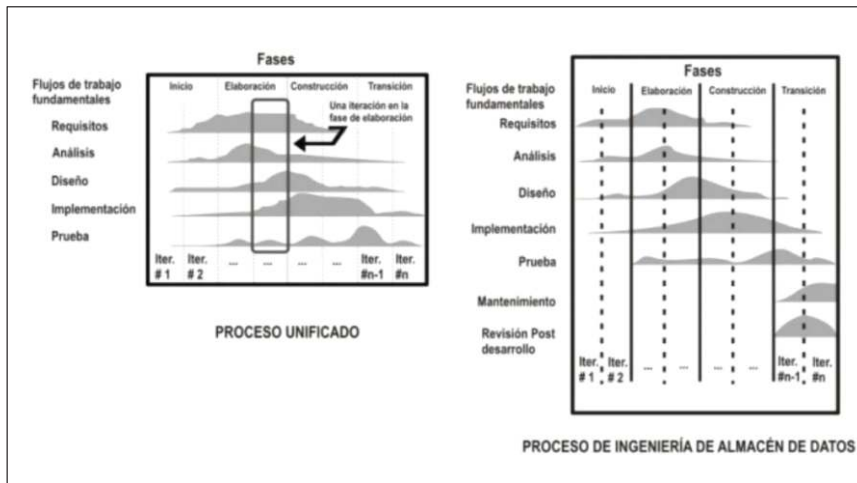 Fases
Flujos de trabajo
fundamentales
Inicio Elaboración Construcción Transición
Una iteración en la
fase de elaboración
Requisitos
Análisis
Diseño
Implementación
Prueba
Iter. Iter. Iter. Iter.
# 1 # 2 ... ... ... ... #n-1 #n
PROCESO UNIFICADO
Fases
Flujos de trabajo
fundamentales
Inicio Elaboración Construcción Transición
Requisitos
Análisis
Diseño
Implementación
Prueba
Mantenimiento
Revisión Post
desarrollo
Iter. Iter. Iter. Iter.
# 1 # 2 ... ... ... ... #n-1 #n
PROCESO DE INGENIERÍA DE ALMACÉN DE DATOS